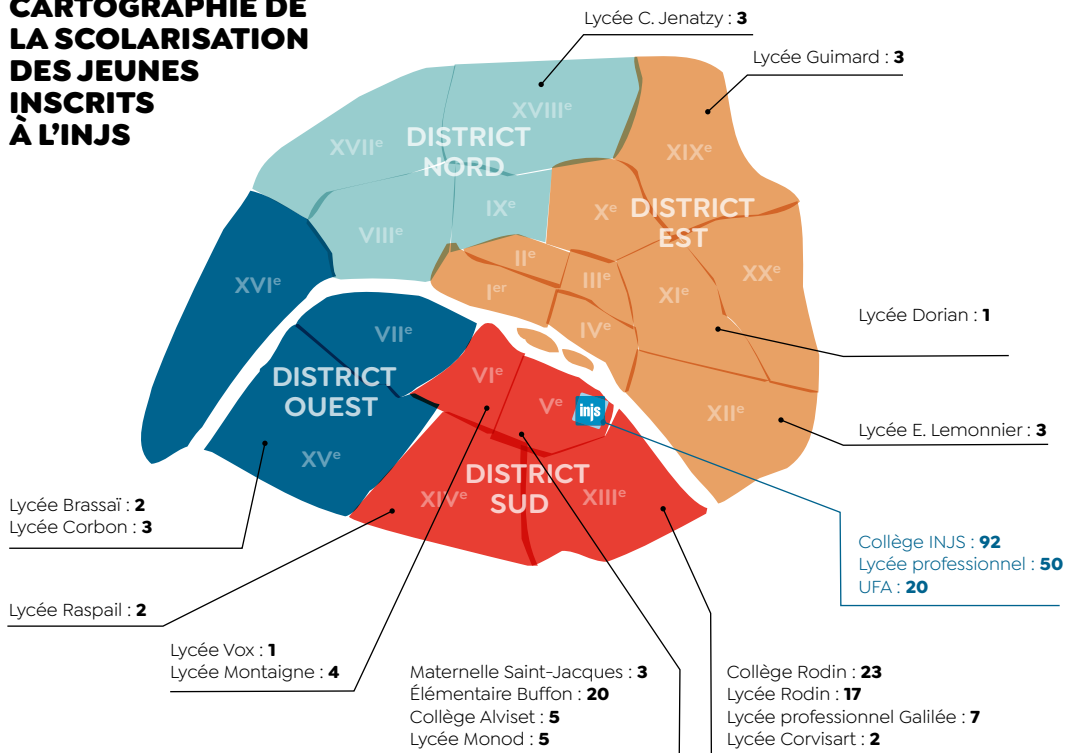 CARTOGRAPHIE DE
LA SCOLARISATION
DES JEUNES
INSCRITS
À L'INJS
Lycée C. Jenatzy : 3
Lycée Guimard : 3
XVIIIe
XVIIe
DISTRICT
NORD
XIXe
IXe
VIIIe
Xe
DISTRICT
EST
IIe
IIIe
Ier
XIe
XXe
XVIe
IVe
VIIe
Lycée Dorian : 1
DISTRICT
OUEST
VIe
Ve
injs
XIIe
Lycée E. Lemonnier : 3
XVe
DISTRICT
SUD
XIVe
XIIIe
Lycée Brassaï : 2
Lycée Corbon : 3
Collège INJS : 92
Lycée professionnel : 50
UFA : 20
Lycée Raspail : 2
Lycée Vox : 1
Lycée Montaigne : 4
Maternelle Saint-Jacques : 3
Élémentaire Buffon : 20
Collège Alviset : 5
Lycée Monod : 5
Collège Rodin : 23
Lycée Rodin : 17
Lycée professionnel Galilée : 7
Lycée Corvisart : 2